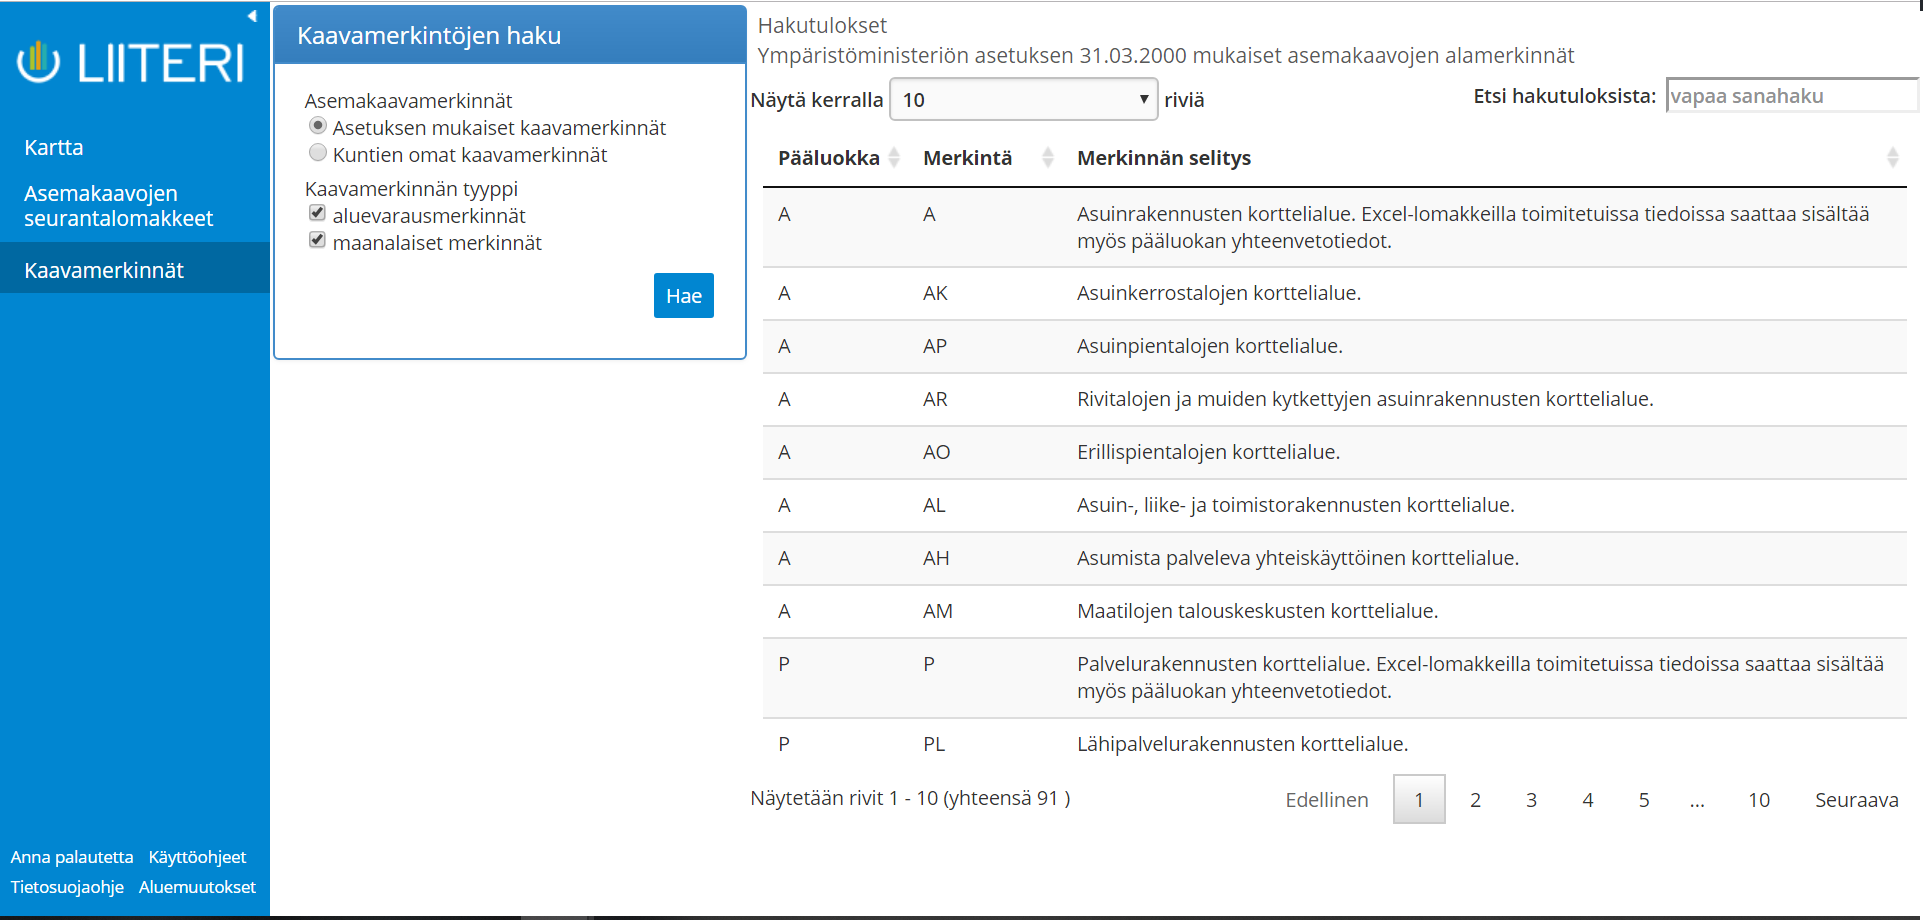 LIITERI
Kartta
Asemakaavojen
seurantalomakkeet
Kaavamerkinnät
Anna palautetta Käyttöohjeet
Tietosuojaohje Aluemuutokset
Kaavamerkintöjen haku
Asemakaavamerkinnät
Asetuksen mukaiset kaavamerkinnät
Kuntien omat kaavamerkinnät
Kaavamerkinnän tyyppi
aluevarausmerkinnät
maanalaiset merkinnät
Hae
Hakutulokset
Ympäristöministeriön asetuksen 31.03.2000 mukaiset asemakaavojen alamerkinnät
Näytä kerralla 10 riviä Etsi hakutuloksista: vapaa sanahaku
Pääluokka Merkintä Merkinnän selitys
A A Asuinrakennusten korttelialue. Excel-lomakkeilla toimitetuissa tiedoissa saattaa sisältää
myös pääluokan yhteenvetotiedot.
A AK Asuinkerrostalojen korttelialue.
A AP Asuinpientalojen korttelialue.
A AR Rivitalojen ja muiden kytkettyjen asuinrakennusten korttelialue.
A AO Erillispientalojen korttelialue.
A AL Asuin-, liike- ja toimistorakennusten korttelialue.
A AH Asumista palveleva yhteiskäyttöinen korttelialue.
A AM Maatilojen talouskeskusten korttelialue.
P P Palvelurakennusten korttelialue. Excel-lomakkeilla toimitetuissa tiedoissa saattaa sisältää
myös pääluokan yhteenvetotiedot.
P PL Lähipalvelurakennusten korttelialue.
Näytetään rivit 1 - 10 (yhteensä 91 ) Edellinen 1 2 3 4 5 ... 10 Seuraava